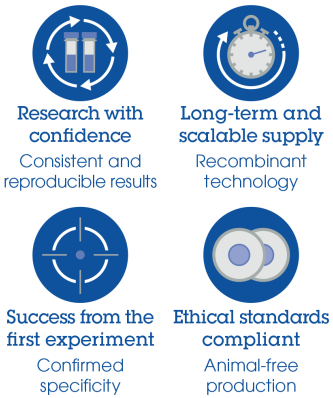 Research with
confidence
Consistent and
reproducible results
Long-term and
scalable supply
Recombinant
technology
Success from the
first experiment
Confirmed
specificity
Ethical standards
compliant
Animal-free
production